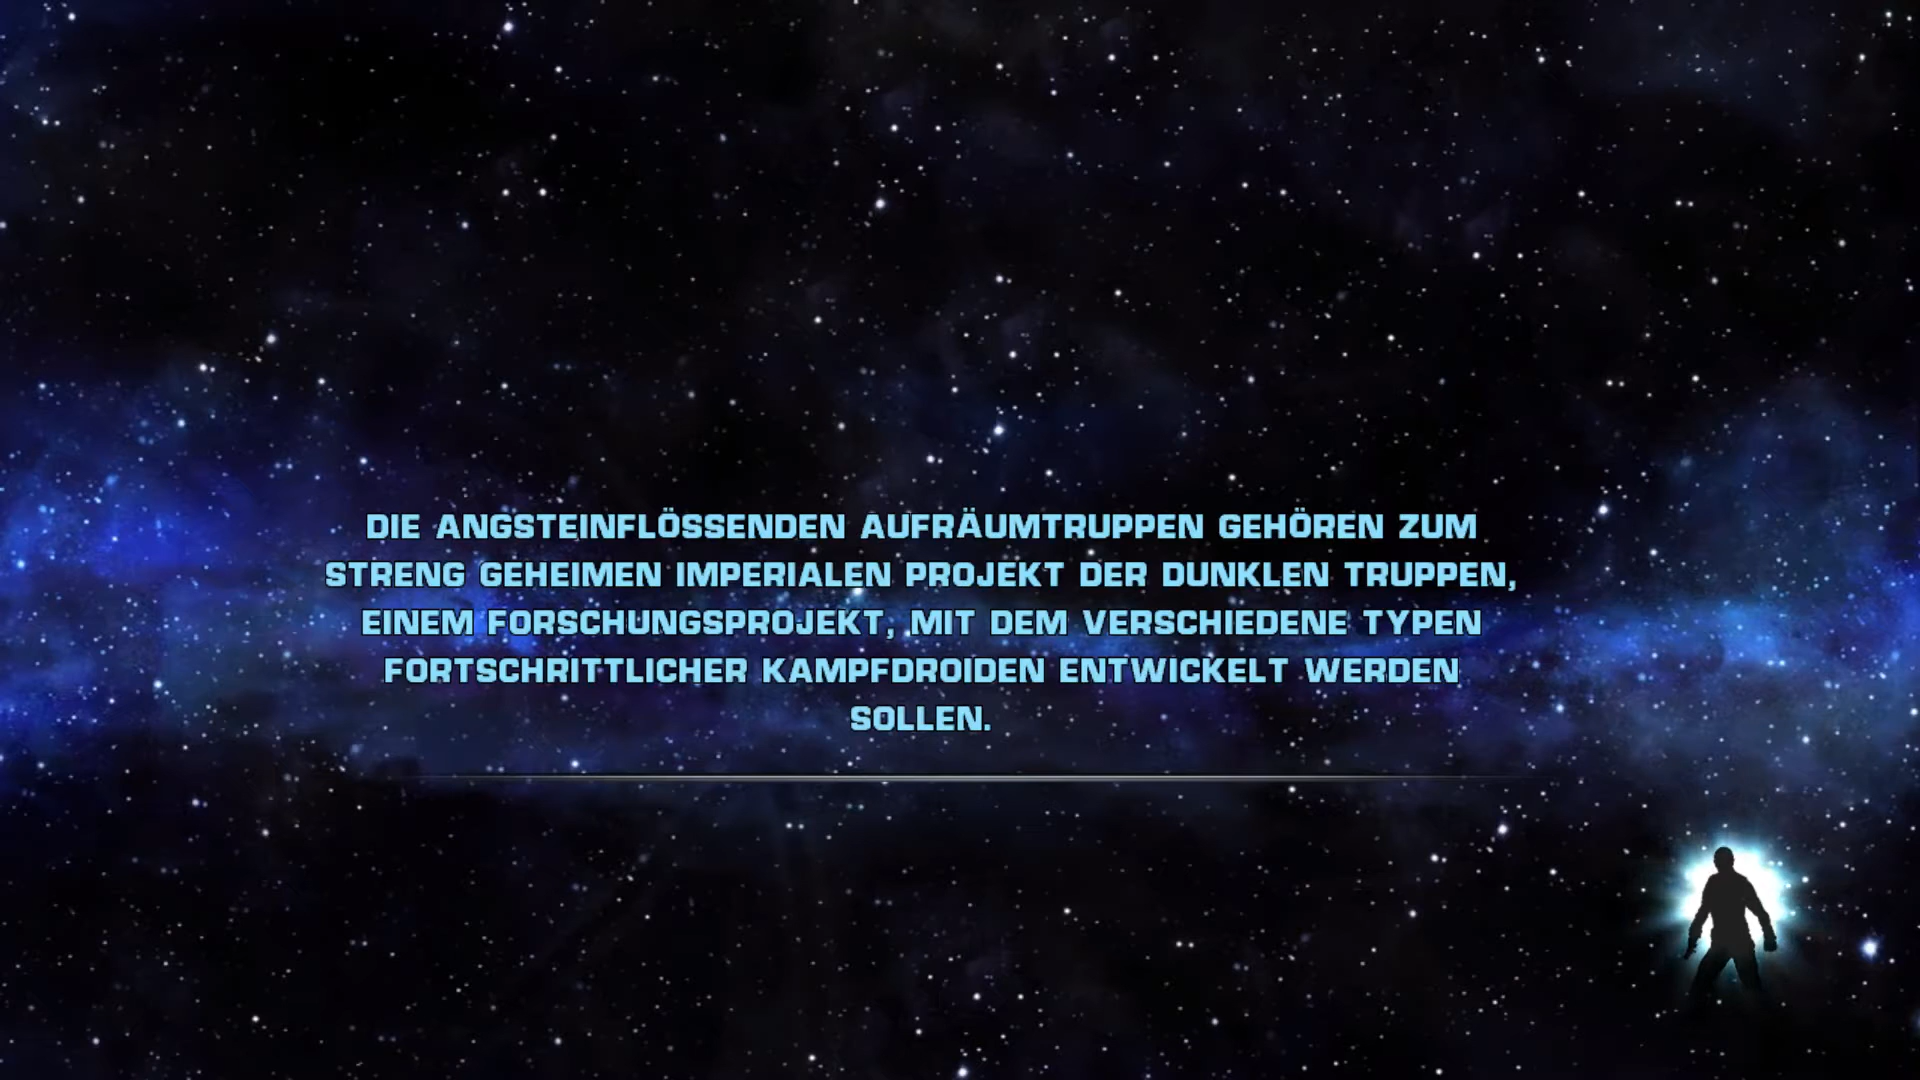 DIE ANGSTEINFLÖSSENDEN AUFRÄUMTRUPPEN GEHÖREN ZUM
STRENG GEHEIMEN IMPERIALEN PROJEKT DER DUNKLEN TRUPPEN,
EINEM FORSCHUNGSPROJEKT, MIT DEM VERSCHIEDENE TYPEN
FORTSCHRITTLICHER KAMPFDROIDEN ENTWICKELT WERDEN
SOLLEN.